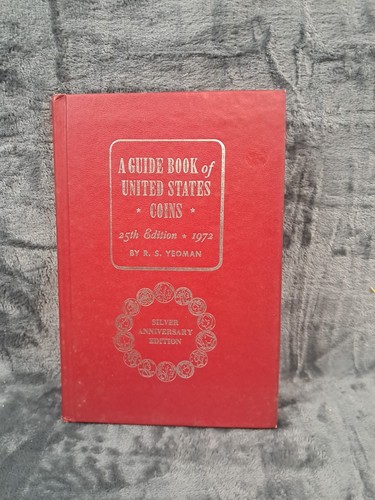 A GUIDE BOOK of
UNITED STATES
* COINS *
25th Edition * 1972
BY R. S. YEOMAN
SILVER
ANNIVERSARY
EDITION